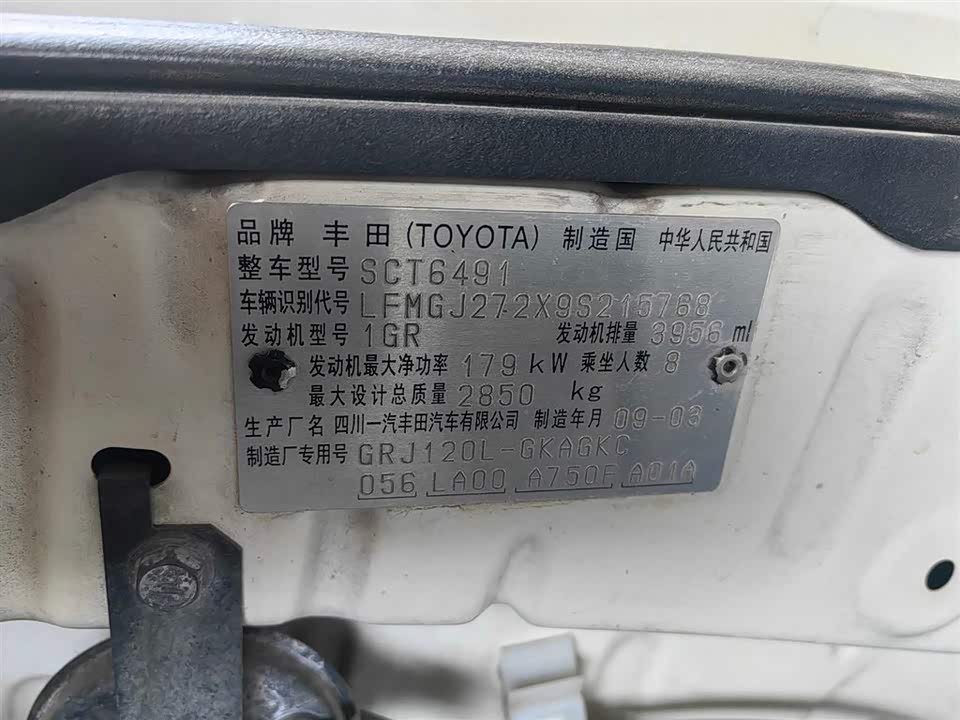 品牌 丰田(TOYOTA) 制造国 中华人民共和国
整车型号 SCT6491
车辆识别代号 LFMGJ272X9S215768
发动机型号 1GR 发动机排量 3956 ml
发动机最大净功率 179 kW 乘坐人数 8
最大设计总质量 2850 kg
生产厂名 四川一汽丰田汽车有限公司 制造年月 09-03
制造厂专用号 GRJ120L-GKAGKC
056 LA00 A750F A01A